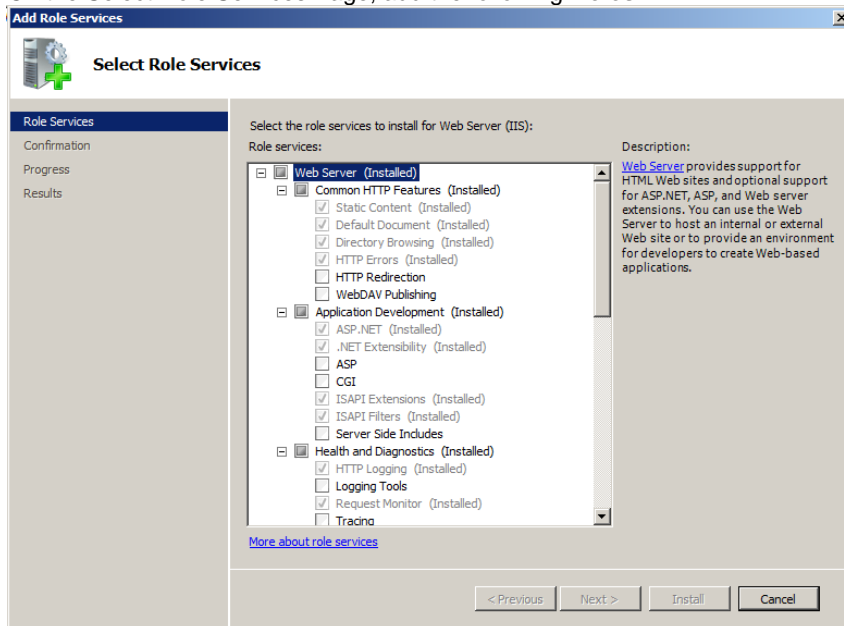 Add Role Services
Select Role Services
Role Services
Confirmation
Progress
Results
Select the role services to install for Web Server (IIS):
Role services:
Web Server (Installed)
Common HTTP Features (Installed)
Static Content (Installed)
Default Document (Installed)
Directory Browsing (Installed)
HTTP Errors (Installed)
HTTP Redirection
WebDAV Publishing
Application Development (Installed)
ASP.NET (Installed)
.NET Extensibility (Installed)
ASP
CGI
ISAPI Extensions (Installed)
ISAPI Filters (Installed)
Server Side Includes
Health and Diagnostics (Installed)
HTTP Logging (Installed)
Logging Tools
Request Monitor (Installed)
Tracing
More about role services
Description:
Web Server provides support for
HTML Web sites and optional support
for ASP.NET, ASP, and Web server
extensions. You can use the Web
Server to host an internal or external
Web site or to provide an environment
for developers to create Web-based
applications.
< Previous
Next >
Install
Cancel